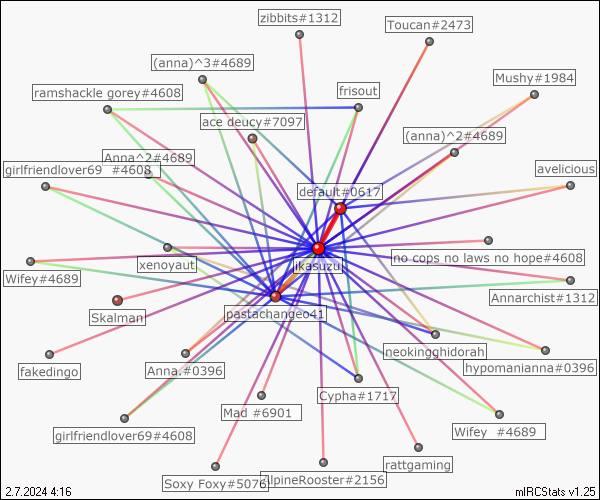 zibbits#1312
Toucan#2473
(anna)^3#4689
Mushy#1984
ramshackle gorey#4608
frisout
ace deucey#7097
(anna)^2#4689
Anna^2#4689
girlfriendlover69 #4608
avelicious
default#0617
no cops no laws no hope#4608
xenoyaut
ikasuzu
Wifey#4689
Annarchist#1312
Skalman
pastachangeo41
neokingghidorah
hypomanianna#0396
fakedingo
Anna.#0396
Cypha#1717
Mad #6901
Wifey #4689
girlfriendlover69#4608
rattgaming
Soxy Foxy#5076
AlpineRooster#2156
2.7.2024 4:16
mIRCStats v1.25